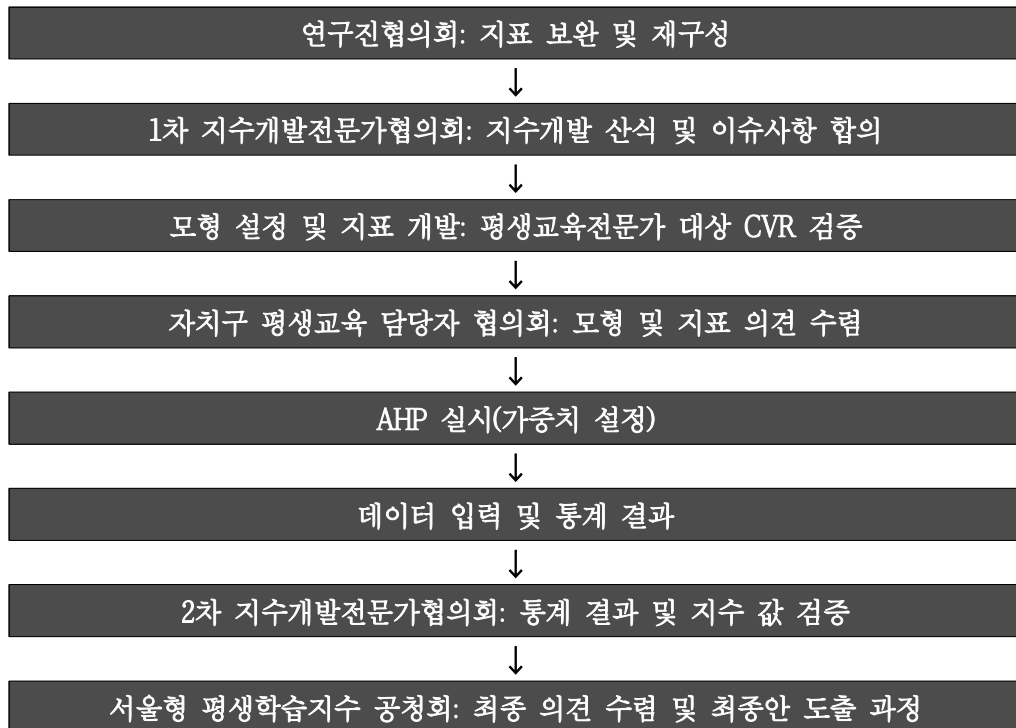 연구진협의회: 지표 보완 및 재구성
↓
1차 지수개발전문가협의회: 지수개발 산식 및 이슈사항 합의
↓
모형 설정 및 지표 개발: 평생교육전문가 대상 CVR 검증
↓
자치구 평생교육 담당자 협의회: 모형 및 지표 의견 수렴
↓
AHP 실시(가중치 설정)
↓
데이터 입력 및 통계 결과
↓
2차 지수개발전문가협의회: 통계 결과 및 지수 값 검증
↓
서울형 평생학습지수 공청회: 최종 의견 수렴 및 최종안 도출 과정